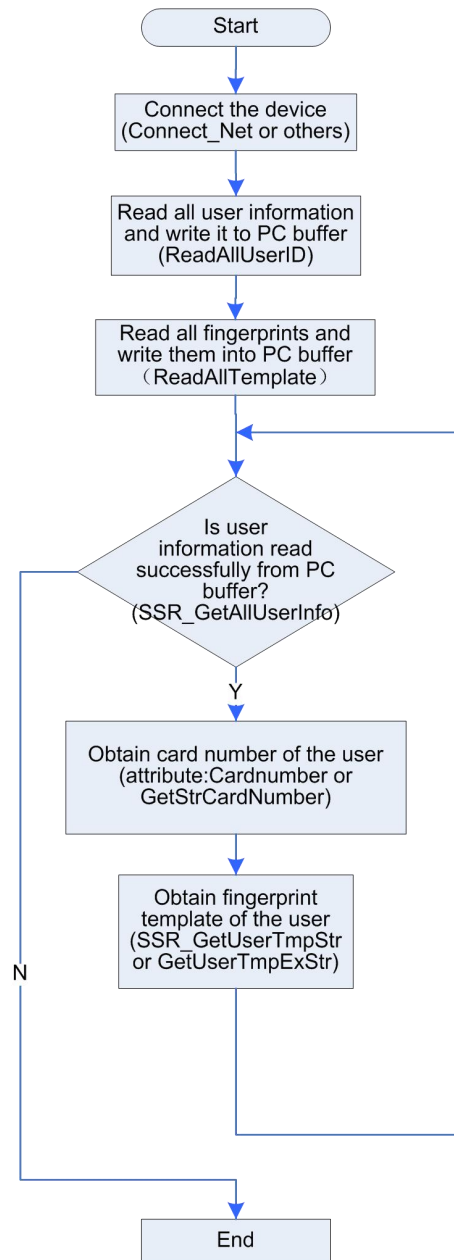 Start
Connect the device
(Connect_Net or others)
Read all user information
and write it to PC buffer
(ReadAllUserID)
Read all fingerprints and
write them into PC buffer
（ReadAllTemplate）
Is user
information read
successfully from PC
buffer?
(SSR_GetAllUserInfo)
Y
Obtain card number of the user
(attribute:Cardnumber or
GetStrCardNumber)
Obtain fingerprint
template of the user
(SSR_GetUserTmpStr
or GetUserTmpExStr)
N
End